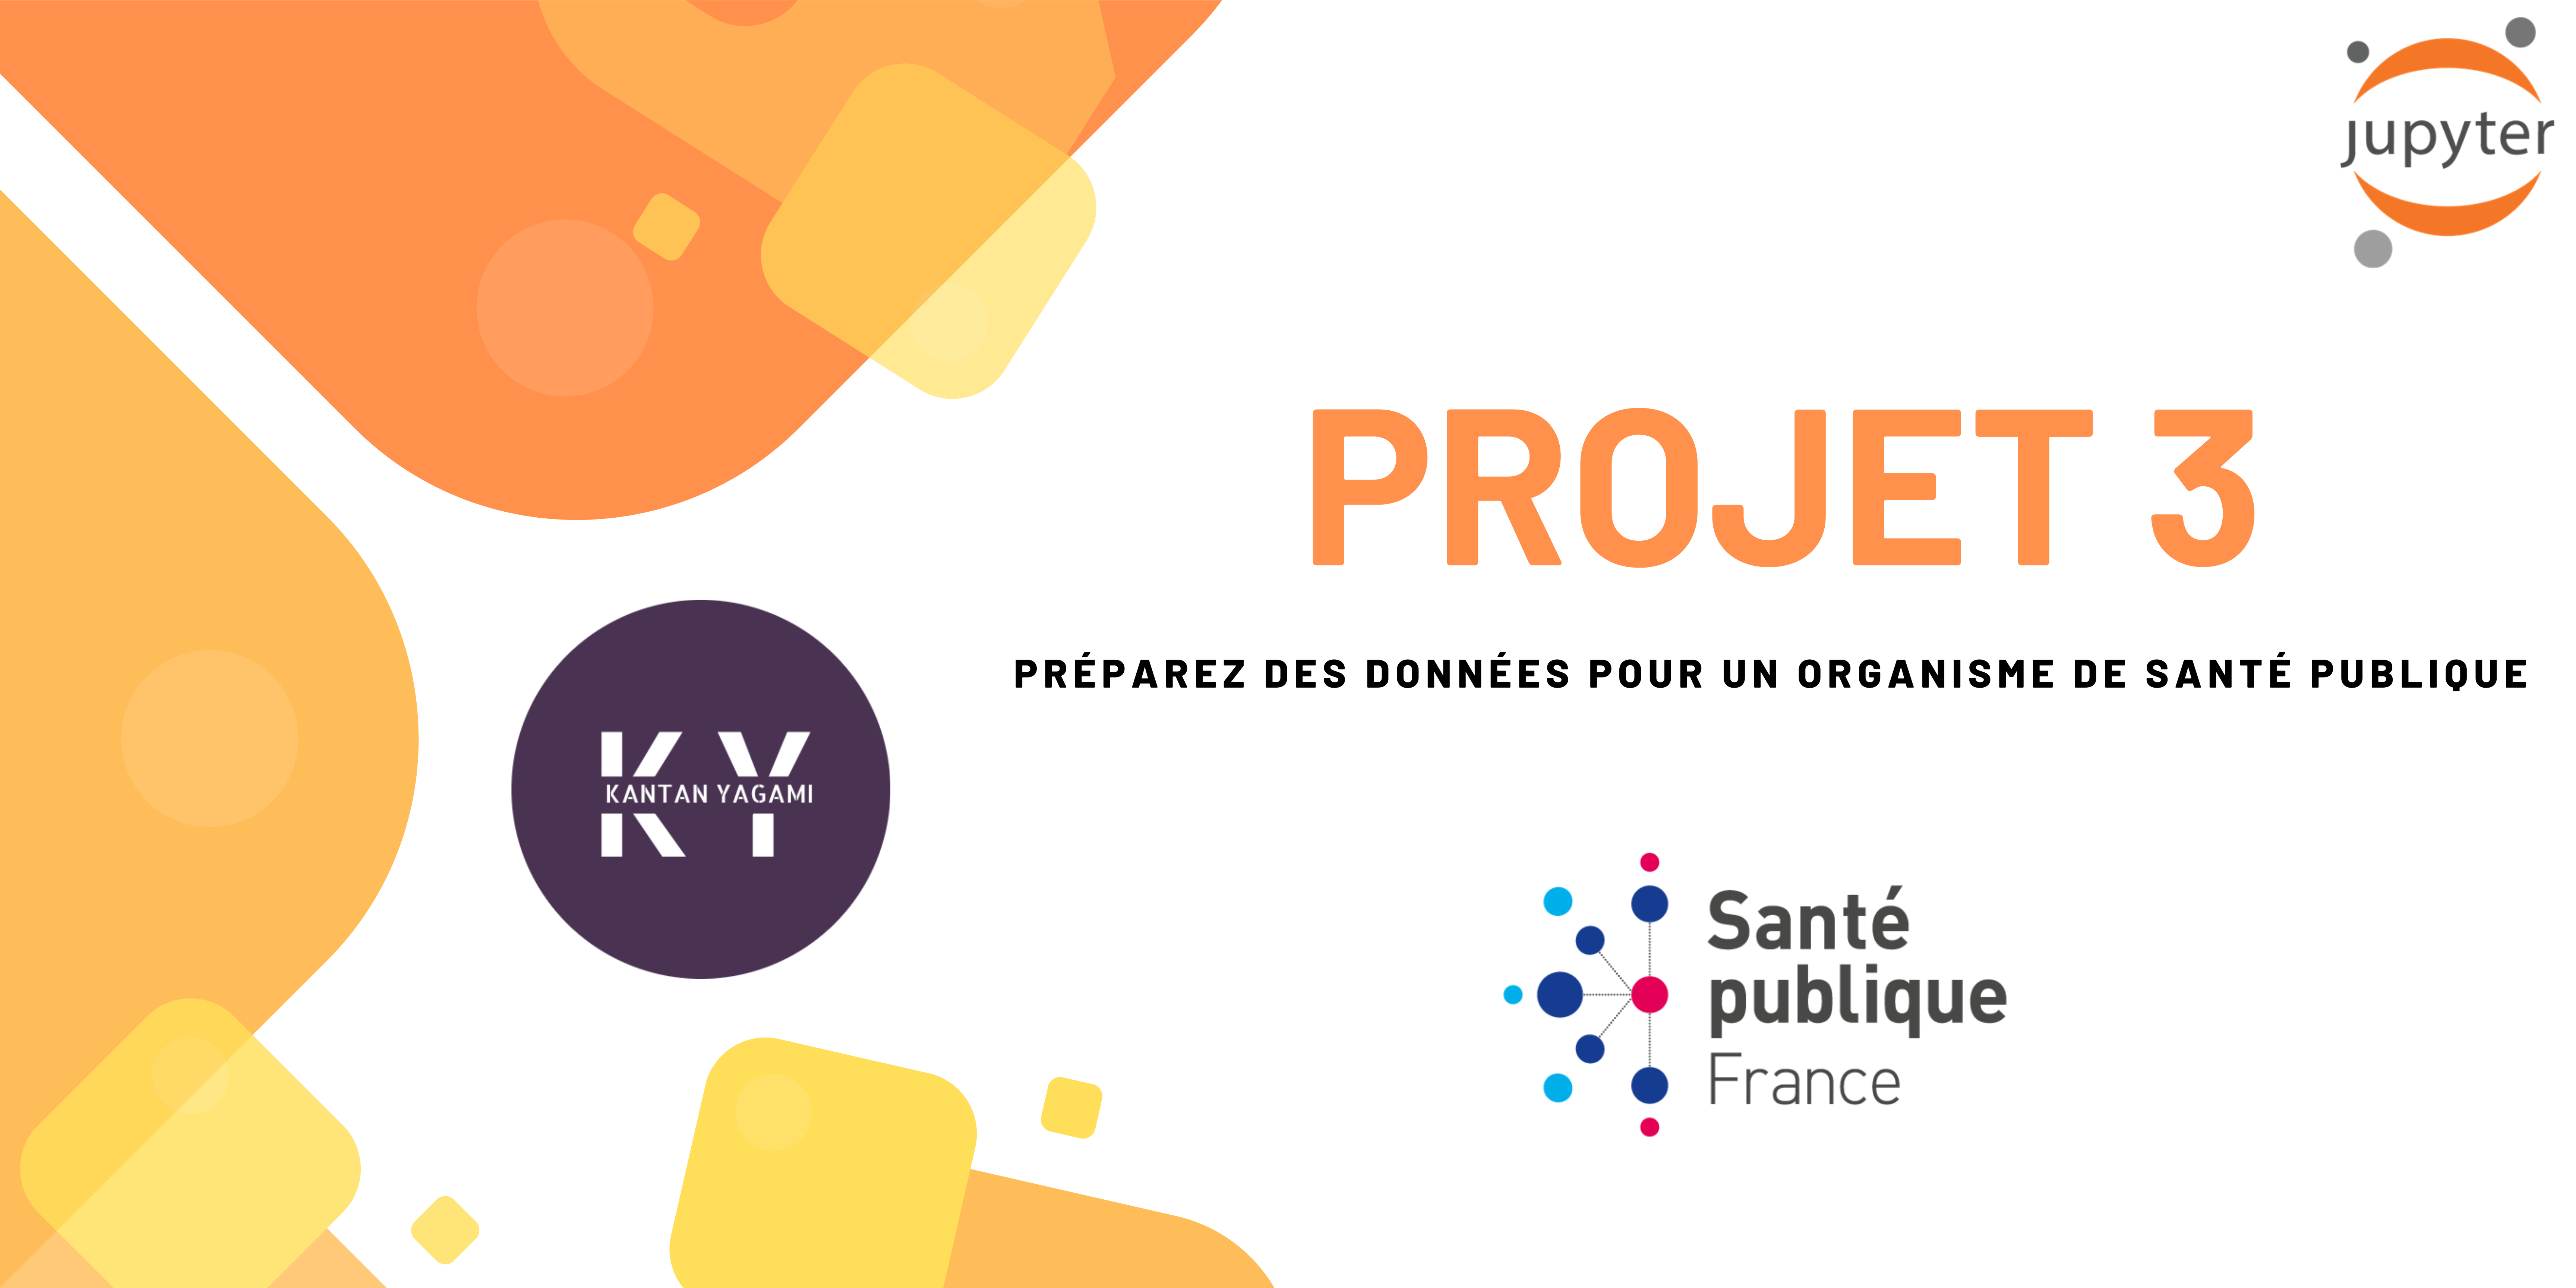 jupyter
PROJET 3
PRÉPAREZ DES DONNÉES POUR UN ORGANISME DE SANTÉ PUBLIQUE
KY
KANTAN YAGAMI
Santé
publique
France